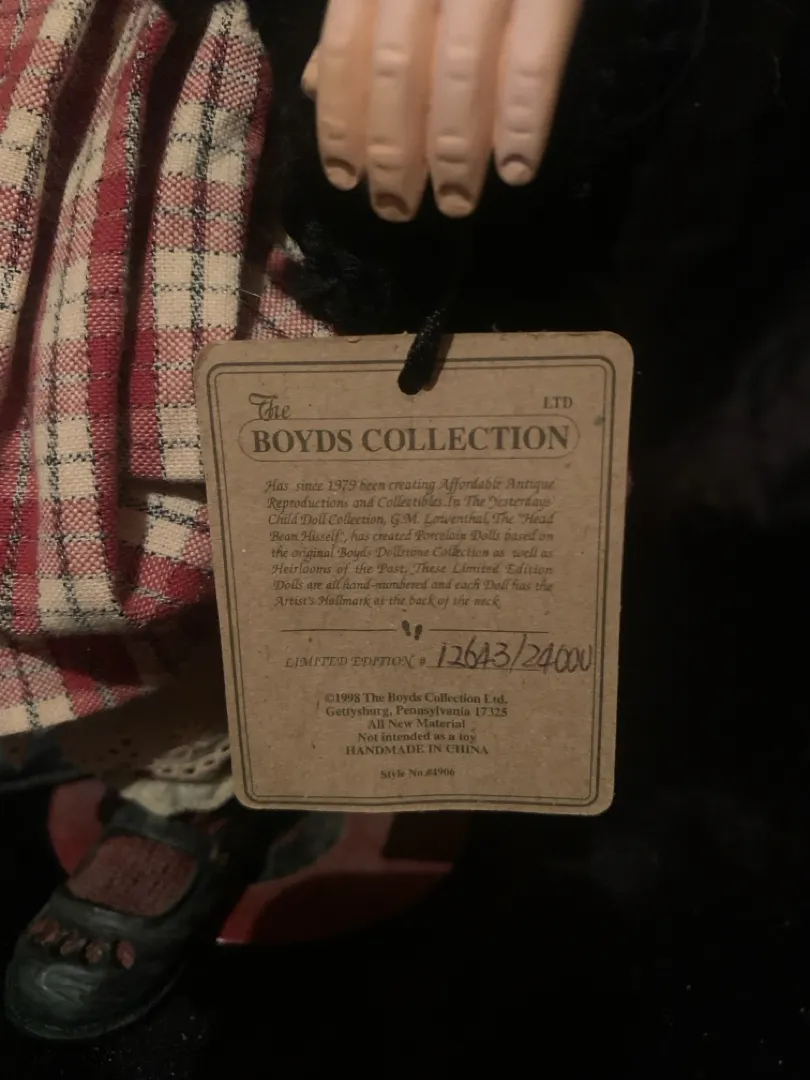 The LTD
BOYDS COLLECTION
Has since 1979 been creating Affordable Antique
Reproductions and Collectibles. In The Yesterdays'
Child Doll Collection, G.M. Lowenthal, The "Head
Bean Hisself", has created Porcelain Dolls based on
the original Boyds Dollstone Collection as well as
Heirlooms of the Past. These Limited Edition
Dolls are all hand-numbered and each Doll has the
Artist's Hallmark at the back of the neck
LIMITED EDITION # 12643/24000
©1998 The Boyds Collection Ltd.
Gettysburg, Pennsylvania 17325
All New Material
Not intended as a toy
HANDMADE IN CHINA
Style No.#4906